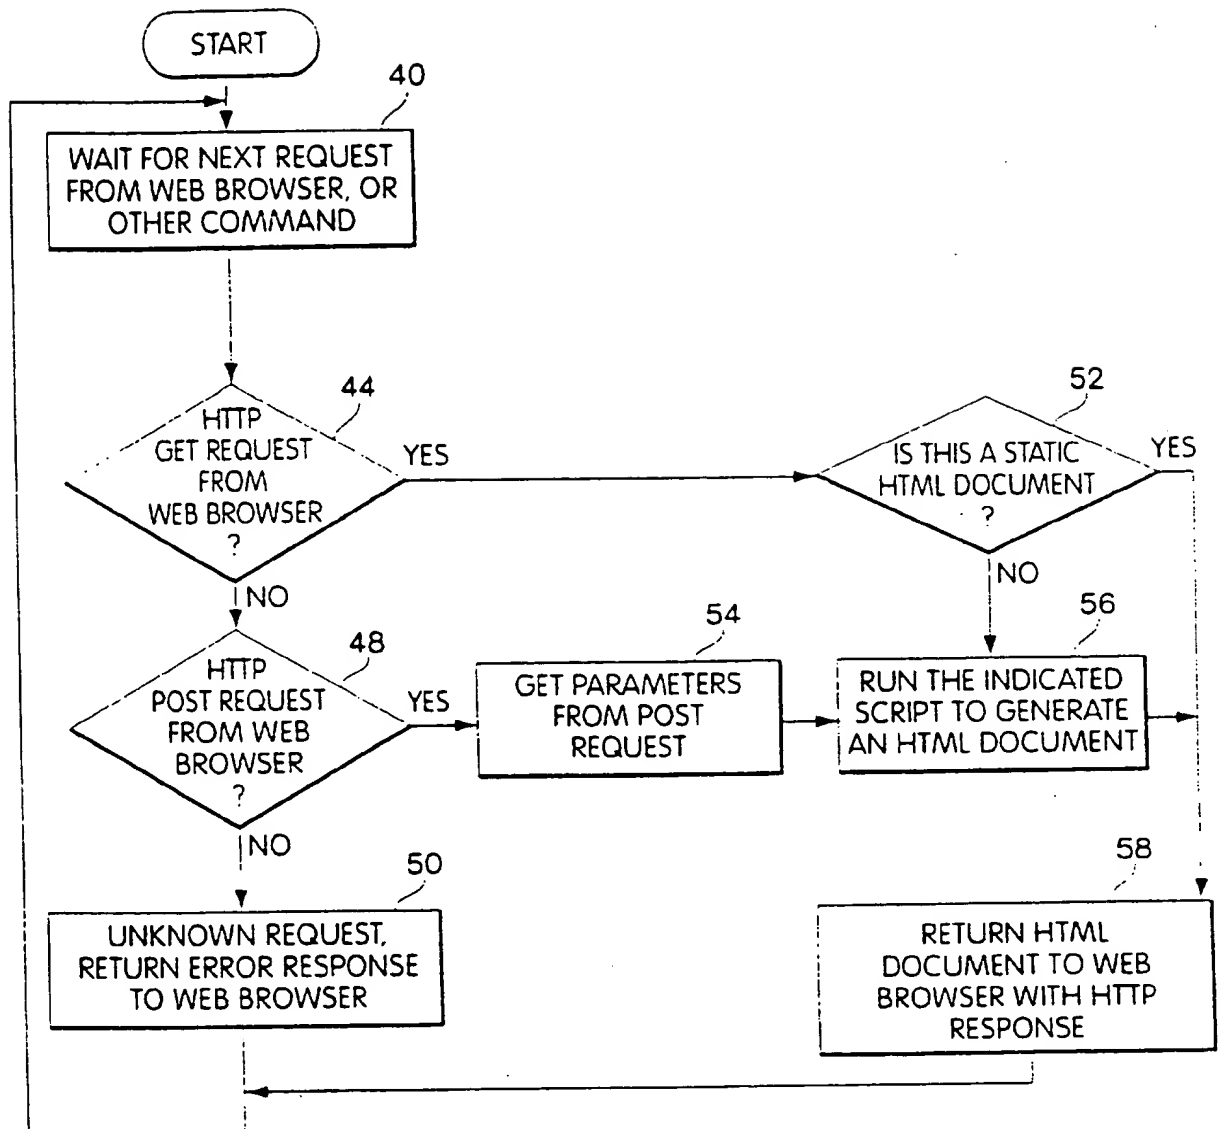 START
40
WAIT FOR NEXT REQUEST
FROM WEB BROWSER, OR
OTHER COMMAND
44
HTTP
GET REQUEST
FROM
WEB BROWSER
?
YES
NO
52
IS THIS A STATIC
HTML DOCUMENT
?
YES
NO
48
HTTP
POST REQUEST
FROM WEB
BROWSER
?
YES
NO
54
GET PARAMETERS
FROM POST
REQUEST
56
RUN THE INDICATED
SCRIPT TO GENERATE
AN HTML DOCUMENT
50
UNKNOWN REQUEST,
RETURN ERROR RESPONSE
TO WEB BROWSER
58
RETURN HTML
DOCUMENT TO WEB
BROWSER WITH HTTP
RESPONSE